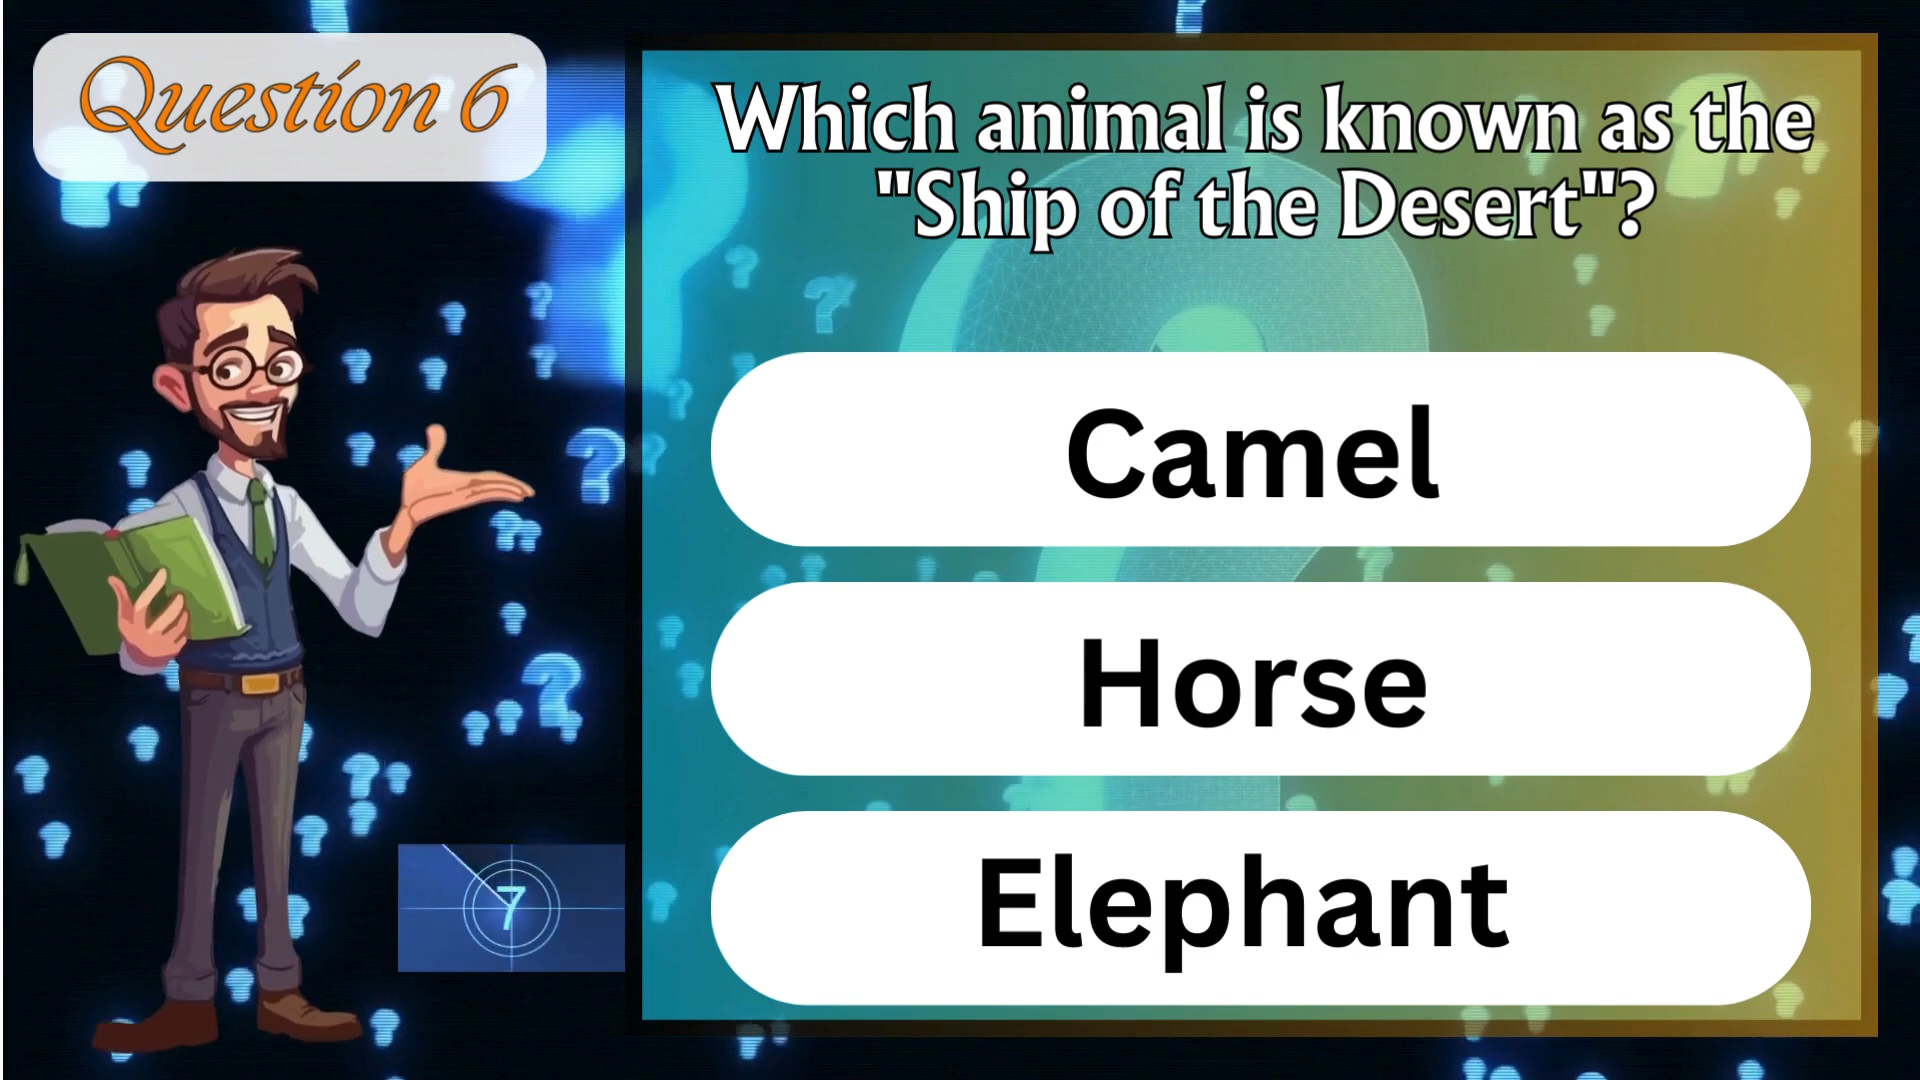 Question 6
Which animal is known as the
"Ship of the Desert"?
Camel
Horse
Elephant
7